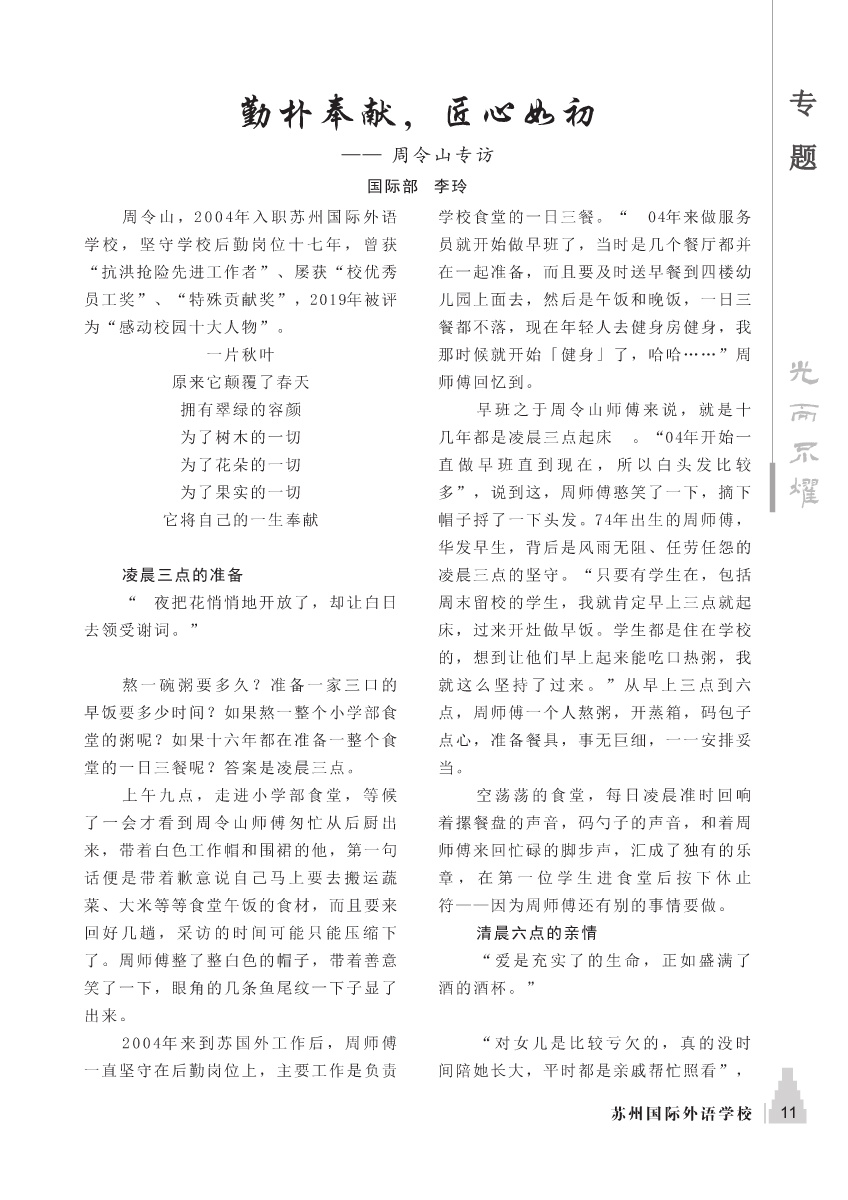 勤朴奉献，匠心如初
—— 周令山专访
国际部　李玲
周令山，2004年入职苏州国际外语
学校，坚守学校后勤岗位十七年，曾获
“抗洪抢险先进工作者”、屡获“校优秀
员工奖”、“特殊贡献奖”，2019年被评
为“感动校园十大人物”。
一片秋叶
原来它颠覆了春天
拥有翠绿的容颜
为了树木的一切
为了花朵的一切
为了果实的一切
它将自己的一生奉献
凌晨三点的准备
“　夜把花悄悄地开放了，却让白日
去领受谢词。”
熬一碗粥要多久？准备一家三口的
早饭要多少时间？如果熬一整个小学部食
堂的粥呢？如果十六年都在准备一整个食
堂的一日三餐呢？答案是凌晨三点。
上午九点，走进小学部食堂，等候
了一会才看到周令山师傅匆忙从后厨出
来，带着白色工作帽和围裙的他，第一句
话便是带着歉意说自己马上要去搬运蔬
菜、大米等等食堂午饭的食材，而且要来
回好几趟，采访的时间可能只能压缩下
了。周师傅整了整白色的帽子，带着善意
笑了一下，眼角的几条鱼尾纹一下子显了
出来。
2004年来到苏国外工作后，周师傅
一直坚守在后勤岗位上，主要工作是负责
学校食堂的一日三餐。“　04年来做服务
员就开始做早班了，当时是几个餐厅都并
在一起准备，而且要及时送早餐到四楼幼
儿园上面去，然后是午饭和晚饭，一日三
餐都不落，现在年轻人去健身房健身，我
那时候就开始「健身」了，哈哈……”周
师傅回忆到。
早班之于周令山师傅来说，就是十
几年都是凌晨三点起床　。“04年开始一
直做早班直到现在，所以白头发比较
多”，说到这，周师傅憨笑了一下，摘下
帽子捋了一下头发。74年出生的周师傅，
华发早生，背后是风雨无阻、任劳任怨的
凌晨三点的坚守。“只要有学生在，包括
周末留校的学生，我就肯定早上三点就起
床，过来开灶做早饭。学生都是住在学校
的，想到让他们早上起来能吃口热粥，我
就这么坚持了过来。”从早上三点到六
点，周师傅一个人熬粥，开蒸箱，码包子
点心，准备餐具，事无巨细，一一安排妥
当。
空荡荡的食堂，每日凌晨准时回响
着摞餐盘的声音，码勺子的声音，和着周
师傅来回忙碌的脚步声，汇成了独有的乐
章，在第一位学生进食堂后按下休止
符——因为周师傅还有别的事情要做。
清晨六点的亲情
“爱是充实了的生命，正如盛满了
酒的酒杯。”
“对女儿是比较亏欠的，真的没时
间陪她长大，平时都是亲戚帮忙照看”，
专题
光而不耀
苏州国际外语学校
11